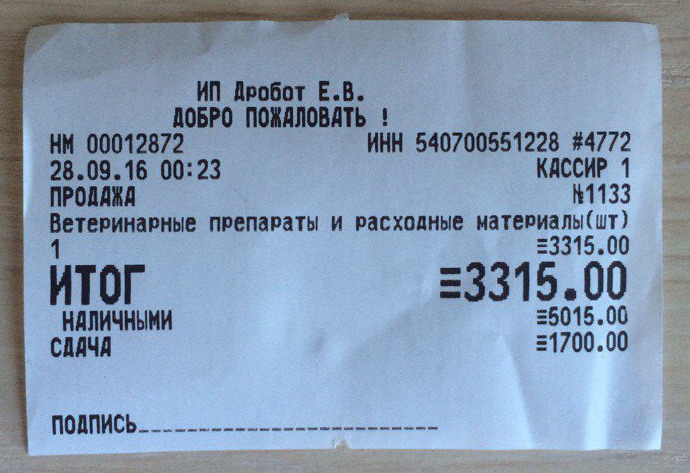 ИП Дробот Е.В.
ДОБРО ПОЖАЛОВАТЬ !
НМ 00012872 ИНН 540700551228 #4772
28.09.16 00:23 КАССИР 1
ПРОДАЖА №1133
Ветеринарные препараты и расходные материалы(шт)
1 ≡3315.00
ИТОГ ≡3315.00
НАЛИЧНЫМИ ≡5015.00
СДАЧА ≡1700.00
ПОДПИСЬ_________________________